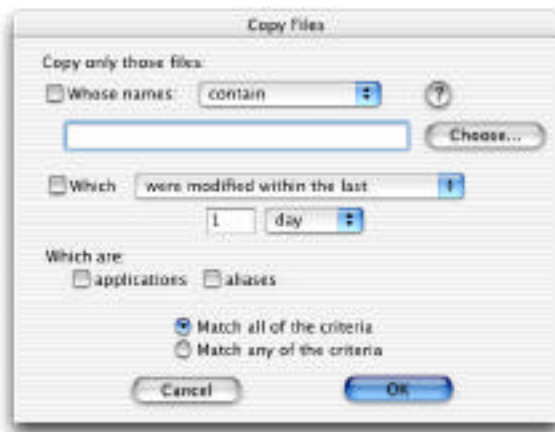 Copy Files
Copy only those files:
Whose names: contain ?
Choose...
Which were modified within the last
1 day
Which are:
applications aliases
Match all of the criteria
Match any of the criteria
Cancel OK